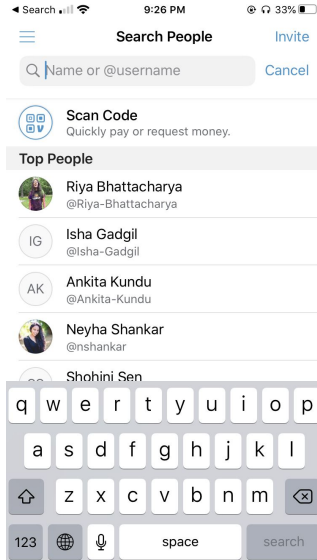 Search 9:26 PM 33%
Search People Invite
Name or @username Cancel
Scan Code
Quickly pay or request money.
Top People
Riya Bhattacharya
@Riya-Bhattacharya
IG Isha Gadgil
@Isha-Gadgil
AK Ankita Kundu
@Ankita-Kundu
Neyha Shankar
@nshankar
Shohini Sen
q w e r t y u i o p
a s d f g h j k l
z x c v b n m
123 space search